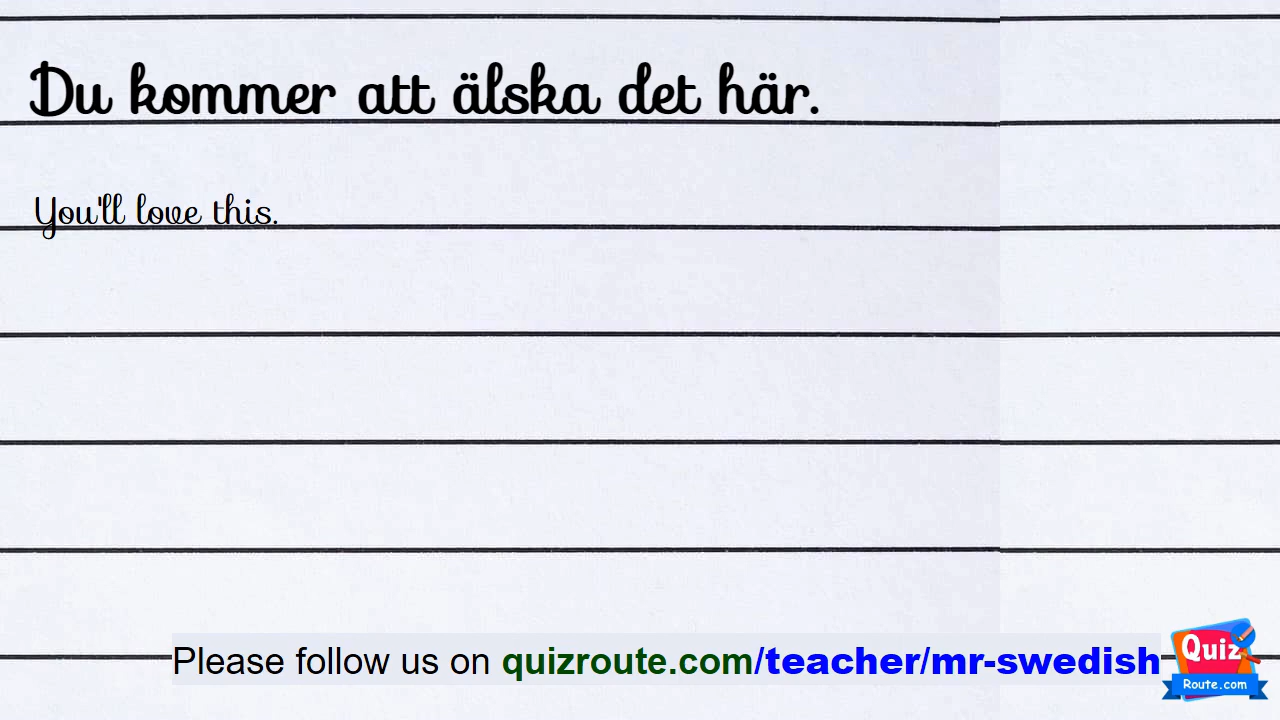 Du kommer att älska det här.
You'll love this.
Please follow us on quizroute.com/teacher/mr-swedish
Quiz
Route.com